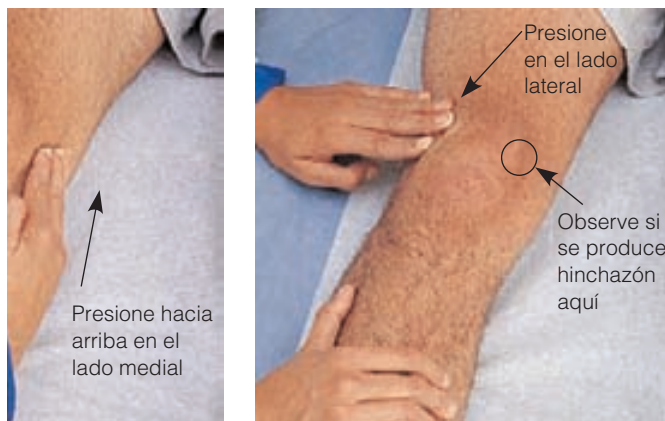 Presione hacia
arriba en el
lado medial
Presione
en el lado
lateral
Observe si
se produce
hinchazón
aquí